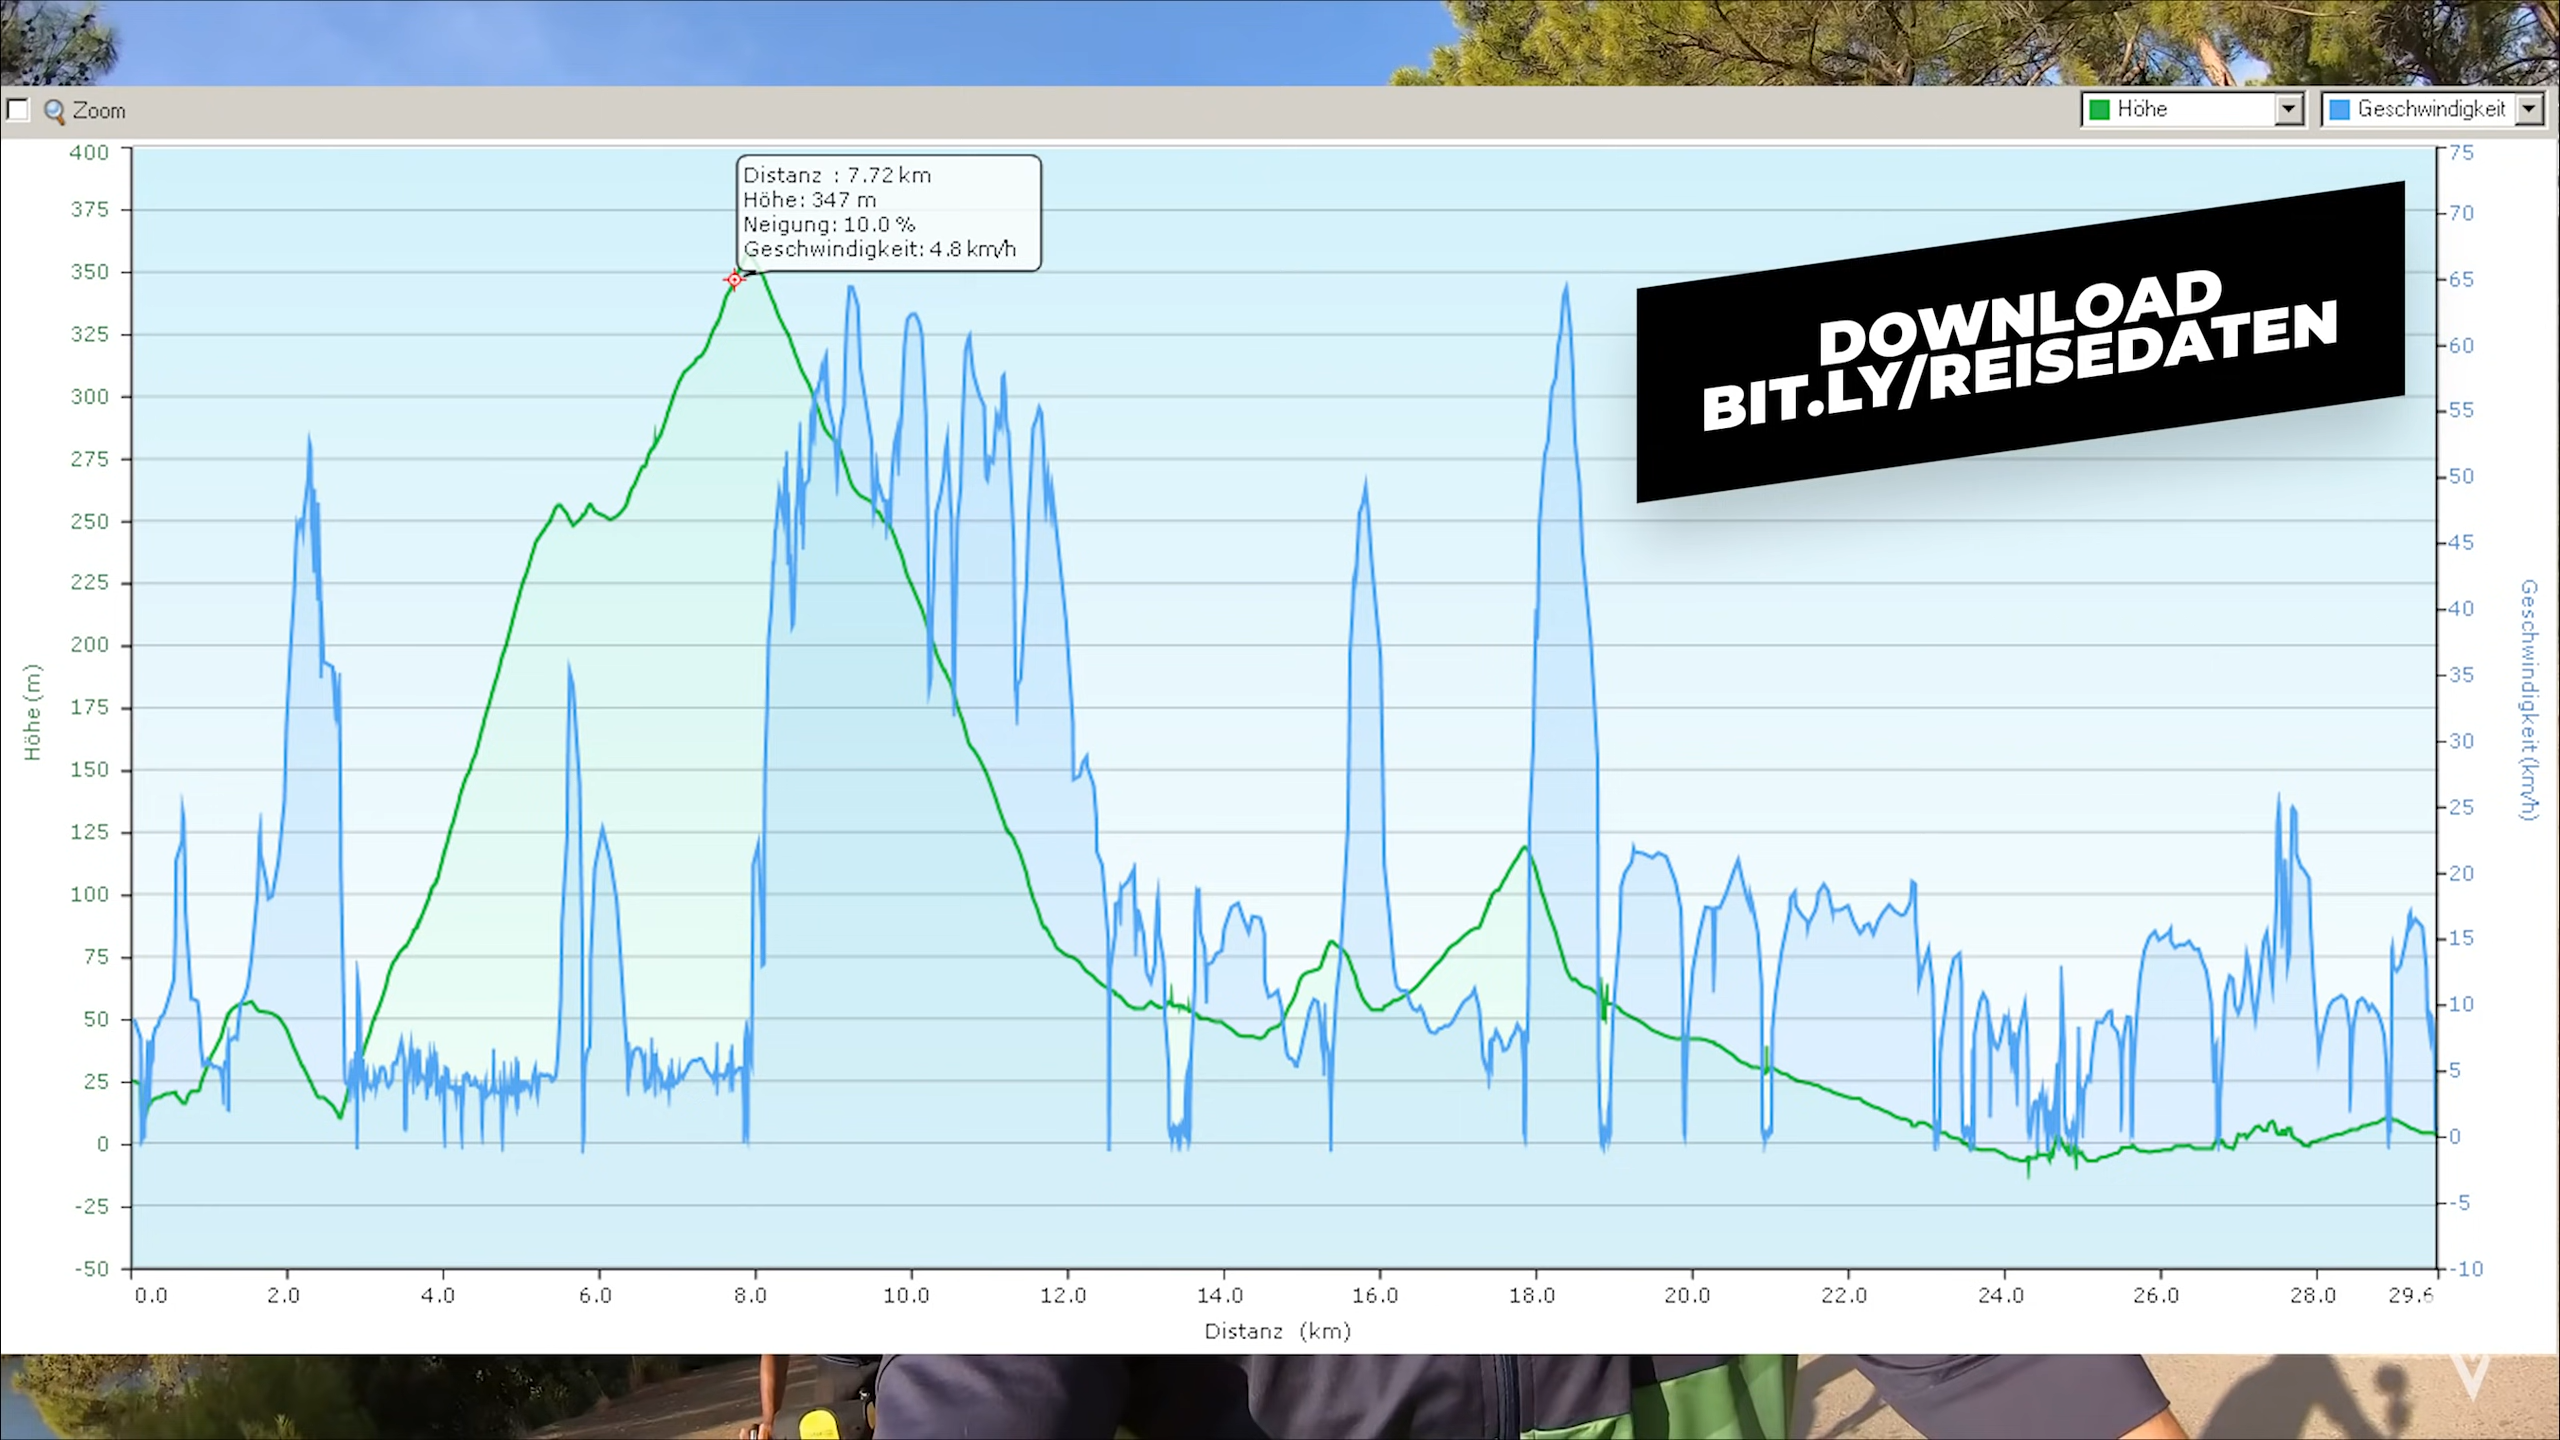 Zoom
Höhe
Geschwindigkeit
400
375
350
325
300
275
250
225
200
175
150
125
100
75
50
25
0
-25
-50
Höhe (m)
Distanz : 7.72 km
Höhe: 347 m
Neigung: 10.0 %
Geschwindigkeit: 4.8 km/h
DOWNLOAD
BIT.LY/REISEDATEN
75
70
65
60
55
50
45
40
35
30
25
20
15
10
5
0
-5
-10
Geschwindigkeit (km/h)
0.0 2.0 4.0 6.0 8.0 10.0 12.0 14.0 16.0 18.0 20.0 22.0 24.0 26.0 28.0 29.6
Distanz (km)